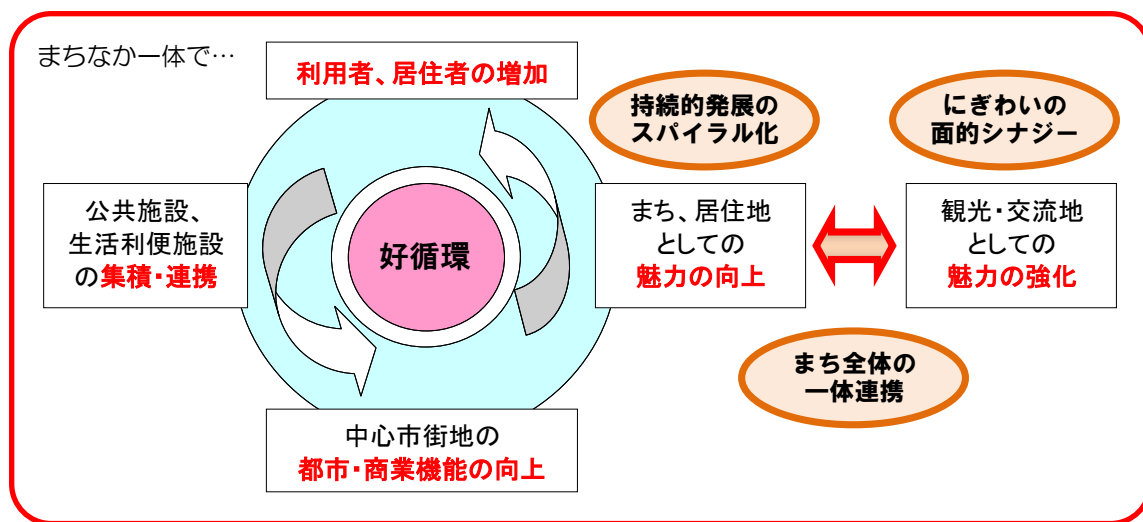 まちなか一体で…
利用者、居住者の増加
持続的発展の
スパイラル化
にぎわいの
面的シナジー
公共施設、
生活利便施設
の集積・連携
好循環
まち、居住地
としての
魅力の向上
観光・交流地
としての
魅力の強化
まち全体の
一体連携
中心市街地の
都市・商業機能の向上